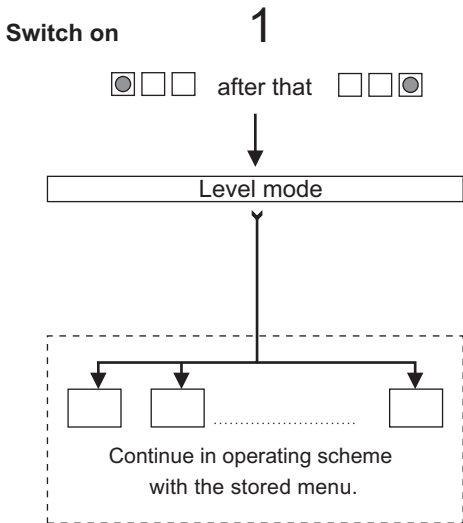 Switch on
1
after that
Level mode
Continue in operating scheme
with the stored menu.